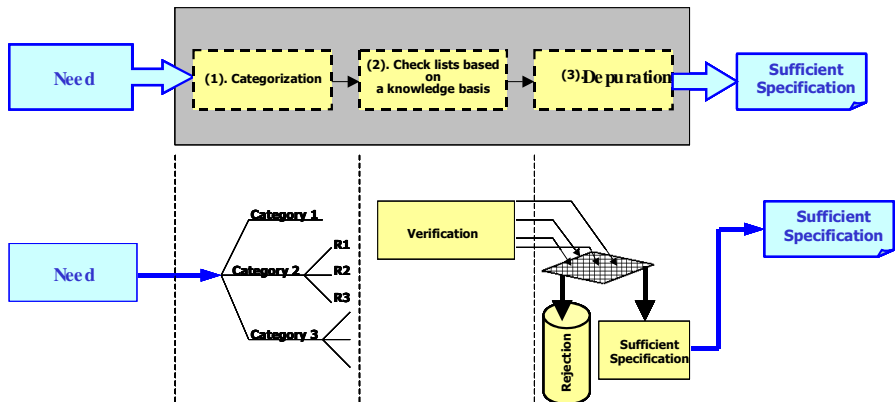 Need
(1). Categorization
(2). Check lists based
on
a knowledge basis
(3).Depuration
Sufficient
Specification
Category 1
Category 2
R1
R2
R3
Category 3
Need
Verification
Rejection
Sufficient
Specification
Sufficient
Specification